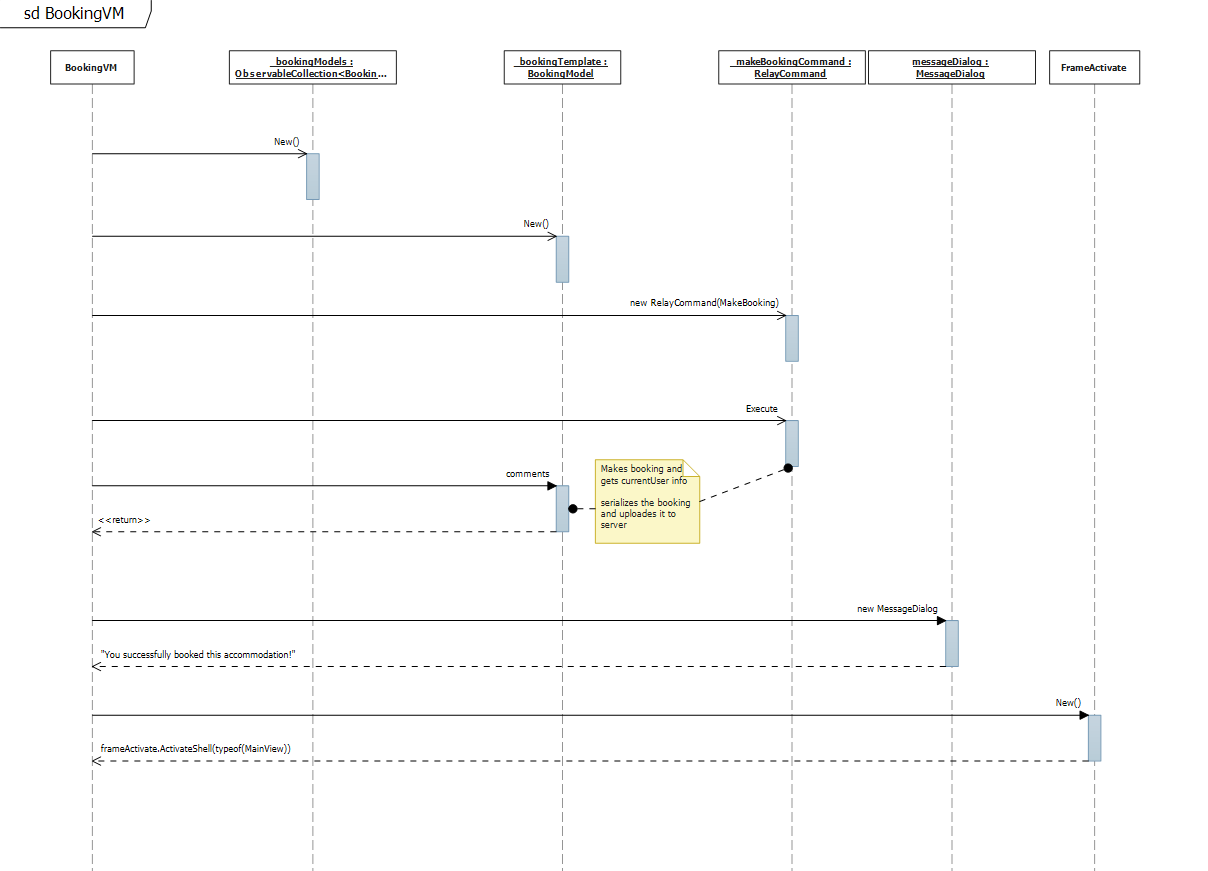 sd BookingVM
BookingVM
_bookingModels :
ObservableCollection<Bookin...
_bookingTemplate :
BookingModel
_makeBookingCommand :
RelayCommand
messageDialog :
MessageDialog
FrameActivate
New()
New()
new RelayCommand(MakeBooking)
Execute
comments
Makes booking and
gets currentUser info
serializes the booking
and uploades it to
server
<<return>>
new MessageDialog
"You successfully booked this accommodation!"
New()
frameActivate.ActivateShell(typeof(MainView))